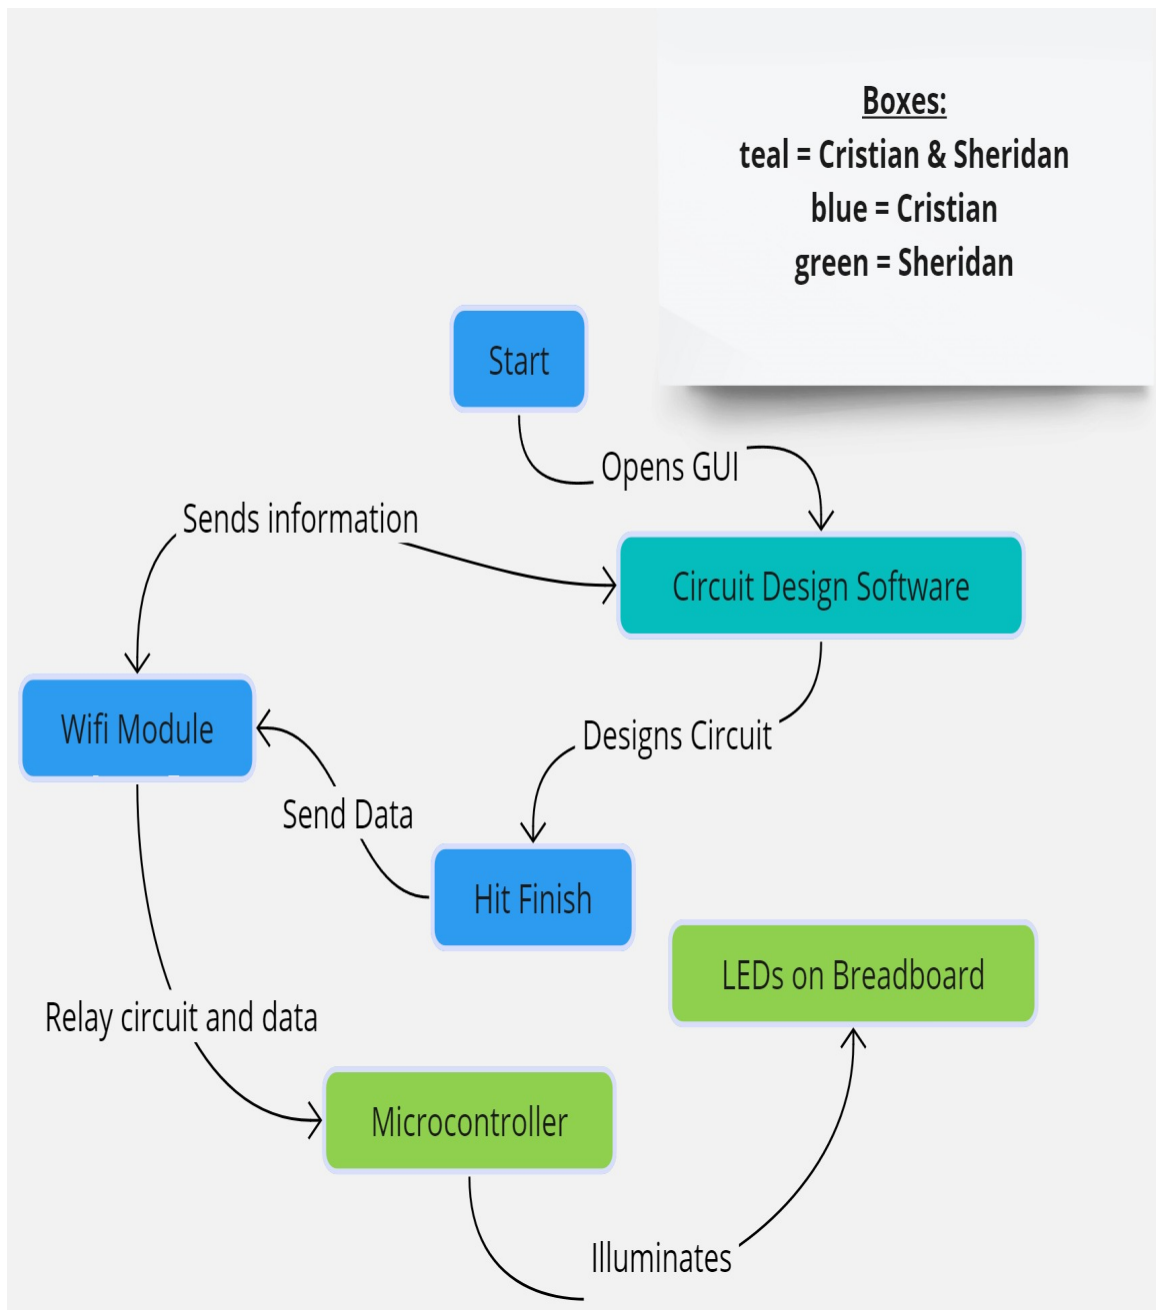 Boxes:
teal = Cristian & Sheridan
blue = Cristian
green = Sheridan
Start
Opens GUI
Sends information
Circuit Design Software
Wifi Module
Designs Circuit
Send Data
Hit Finish
LEDs on Breadboard
Relay circuit and data
Microcontroller
Illuminates